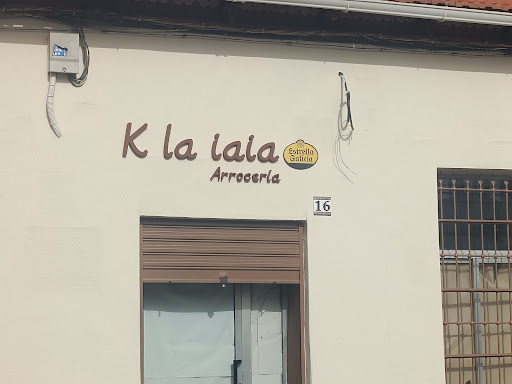 K la iaia
Arrocería
Estrella
Galicia
16